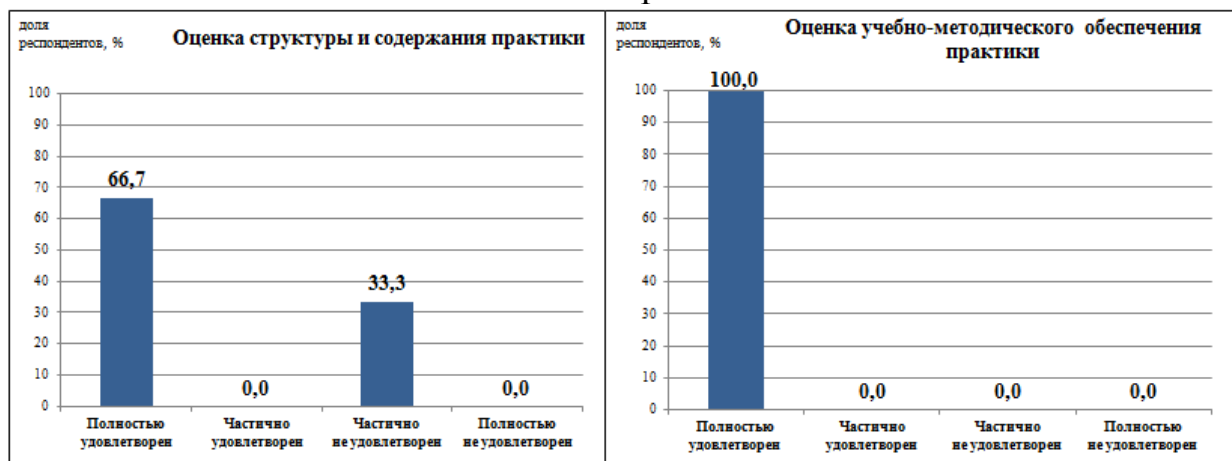 доля
респондентов, %
Оценка структуры и содержания практики
100
90
80
70
60
50
40
30
20
10
0
66,7
0,0
33,3
0,0
Полностью
удовлетворен
Частично
удовлетворен
Частично
не удовлетворен
Полностью
не удовлетворен
доля
респондентов, %
Оценка учебно-методического обеспечения
практики
100
90
80
70
60
50
40
30
20
10
0
100,0
0,0
0,0
0,0
Полностью
удовлетворен
Частично
удовлетворен
Частично
не удовлетворен
Полностью
не удовлетворен